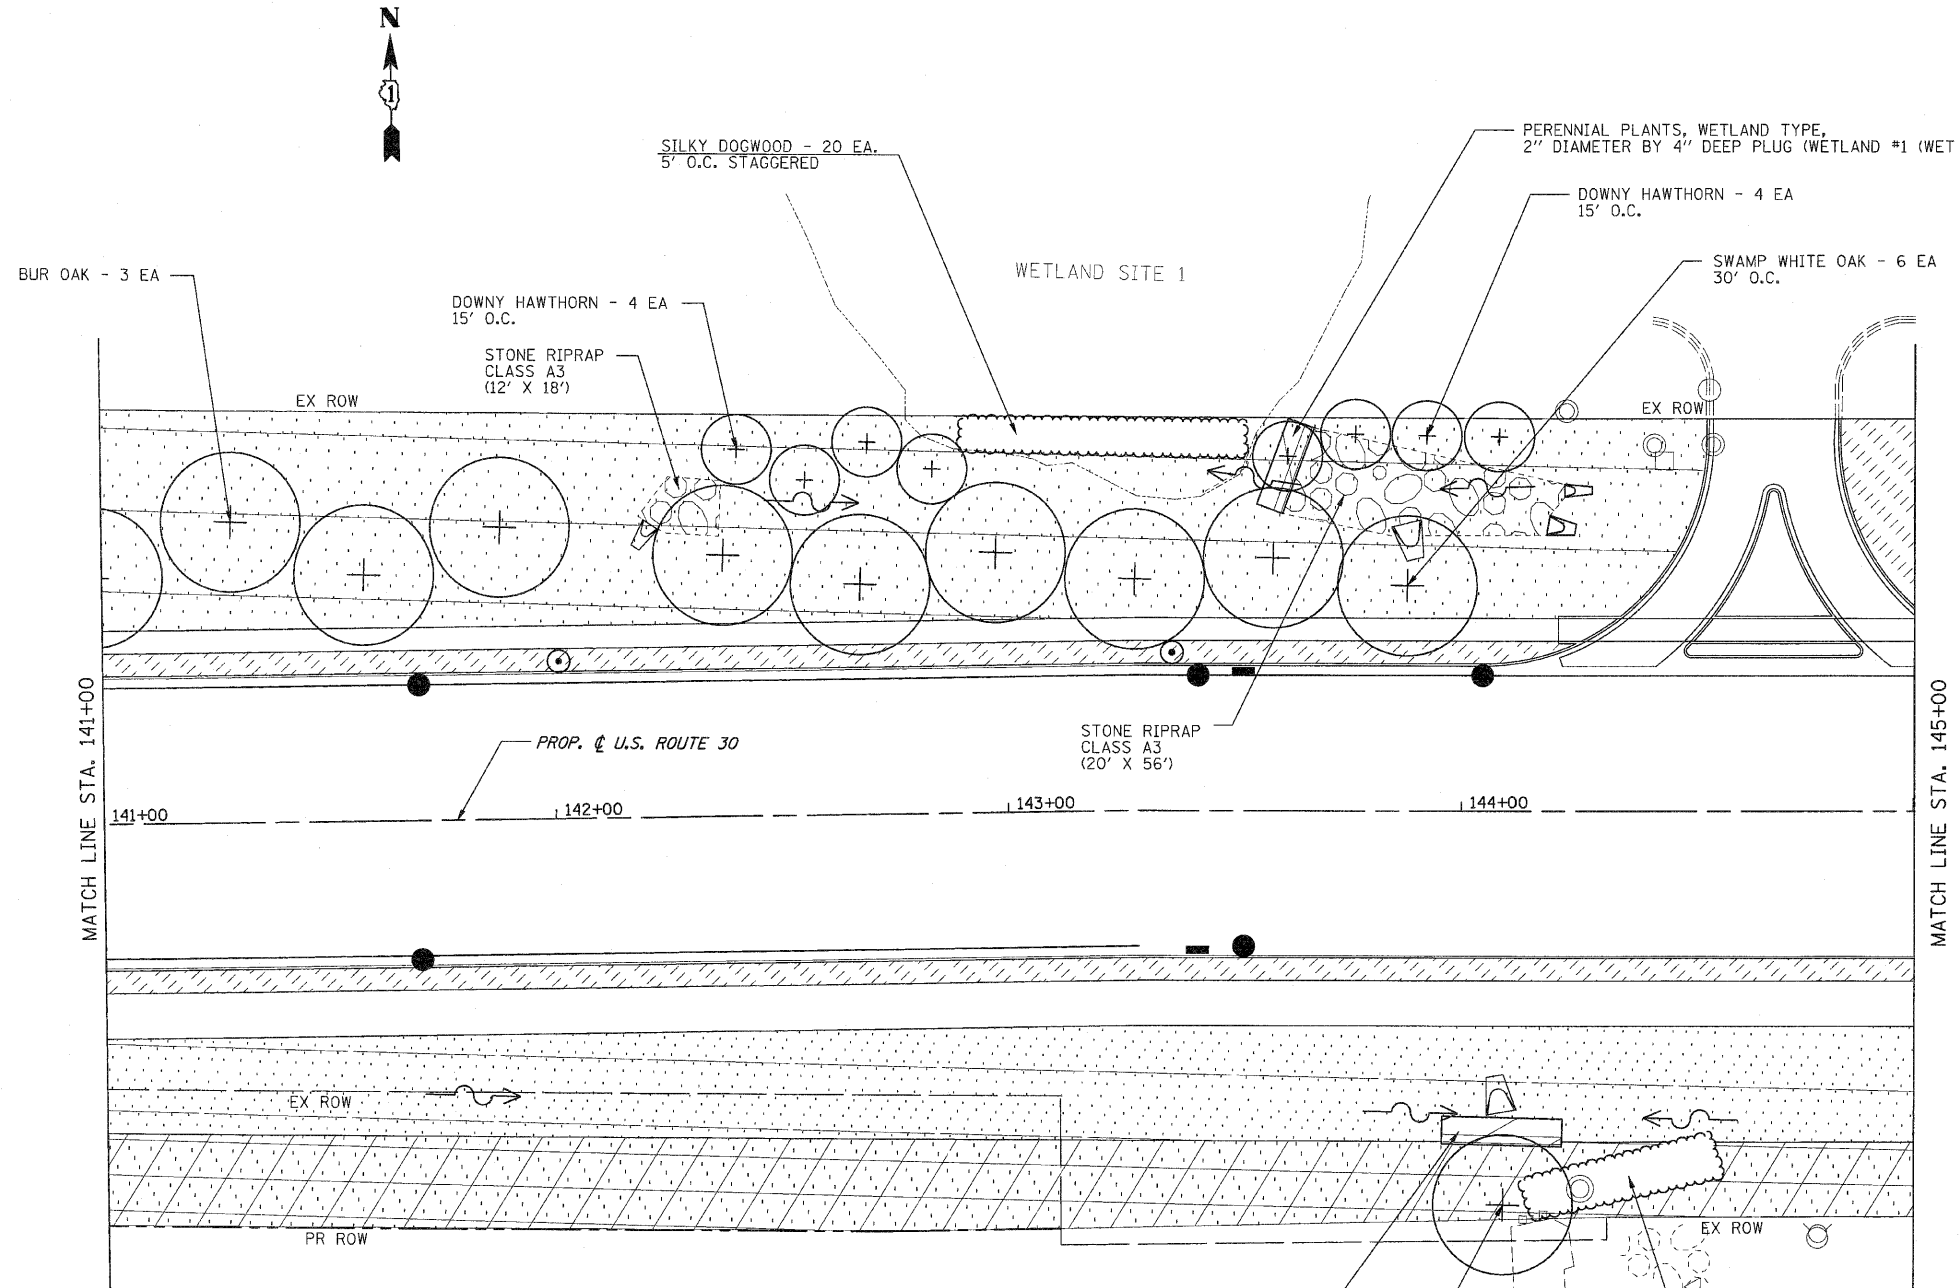 N
1
SILKY DOGWOOD - 20 EA.
5' O.C. STAGGERED
PERENNIAL PLANTS, WETLAND TYPE,
2" DIAMETER BY 4" DEEP PLUG (WETLAND #1 (WET
DOWNY HAWTHORN - 4 EA
15' O.C.
WETLAND SITE 1
SWAMP WHITE OAK - 6 EA
30' O.C.
BUR OAK - 3 EA
DOWNY HAWTHORN - 4 EA
15' O.C.
STONE RIPRAP
CLASS A3
(12' X 18')
EX ROW
EX ROW
MATCH LINE STA. 141+00
MATCH LINE STA. 145+00
STONE RIPRAP
CLASS A3
(20' X 56')
PROP. ℄ U.S. ROUTE 30
141+00
142+00
143+00
144+00
EX ROW
PR ROW
EX ROW